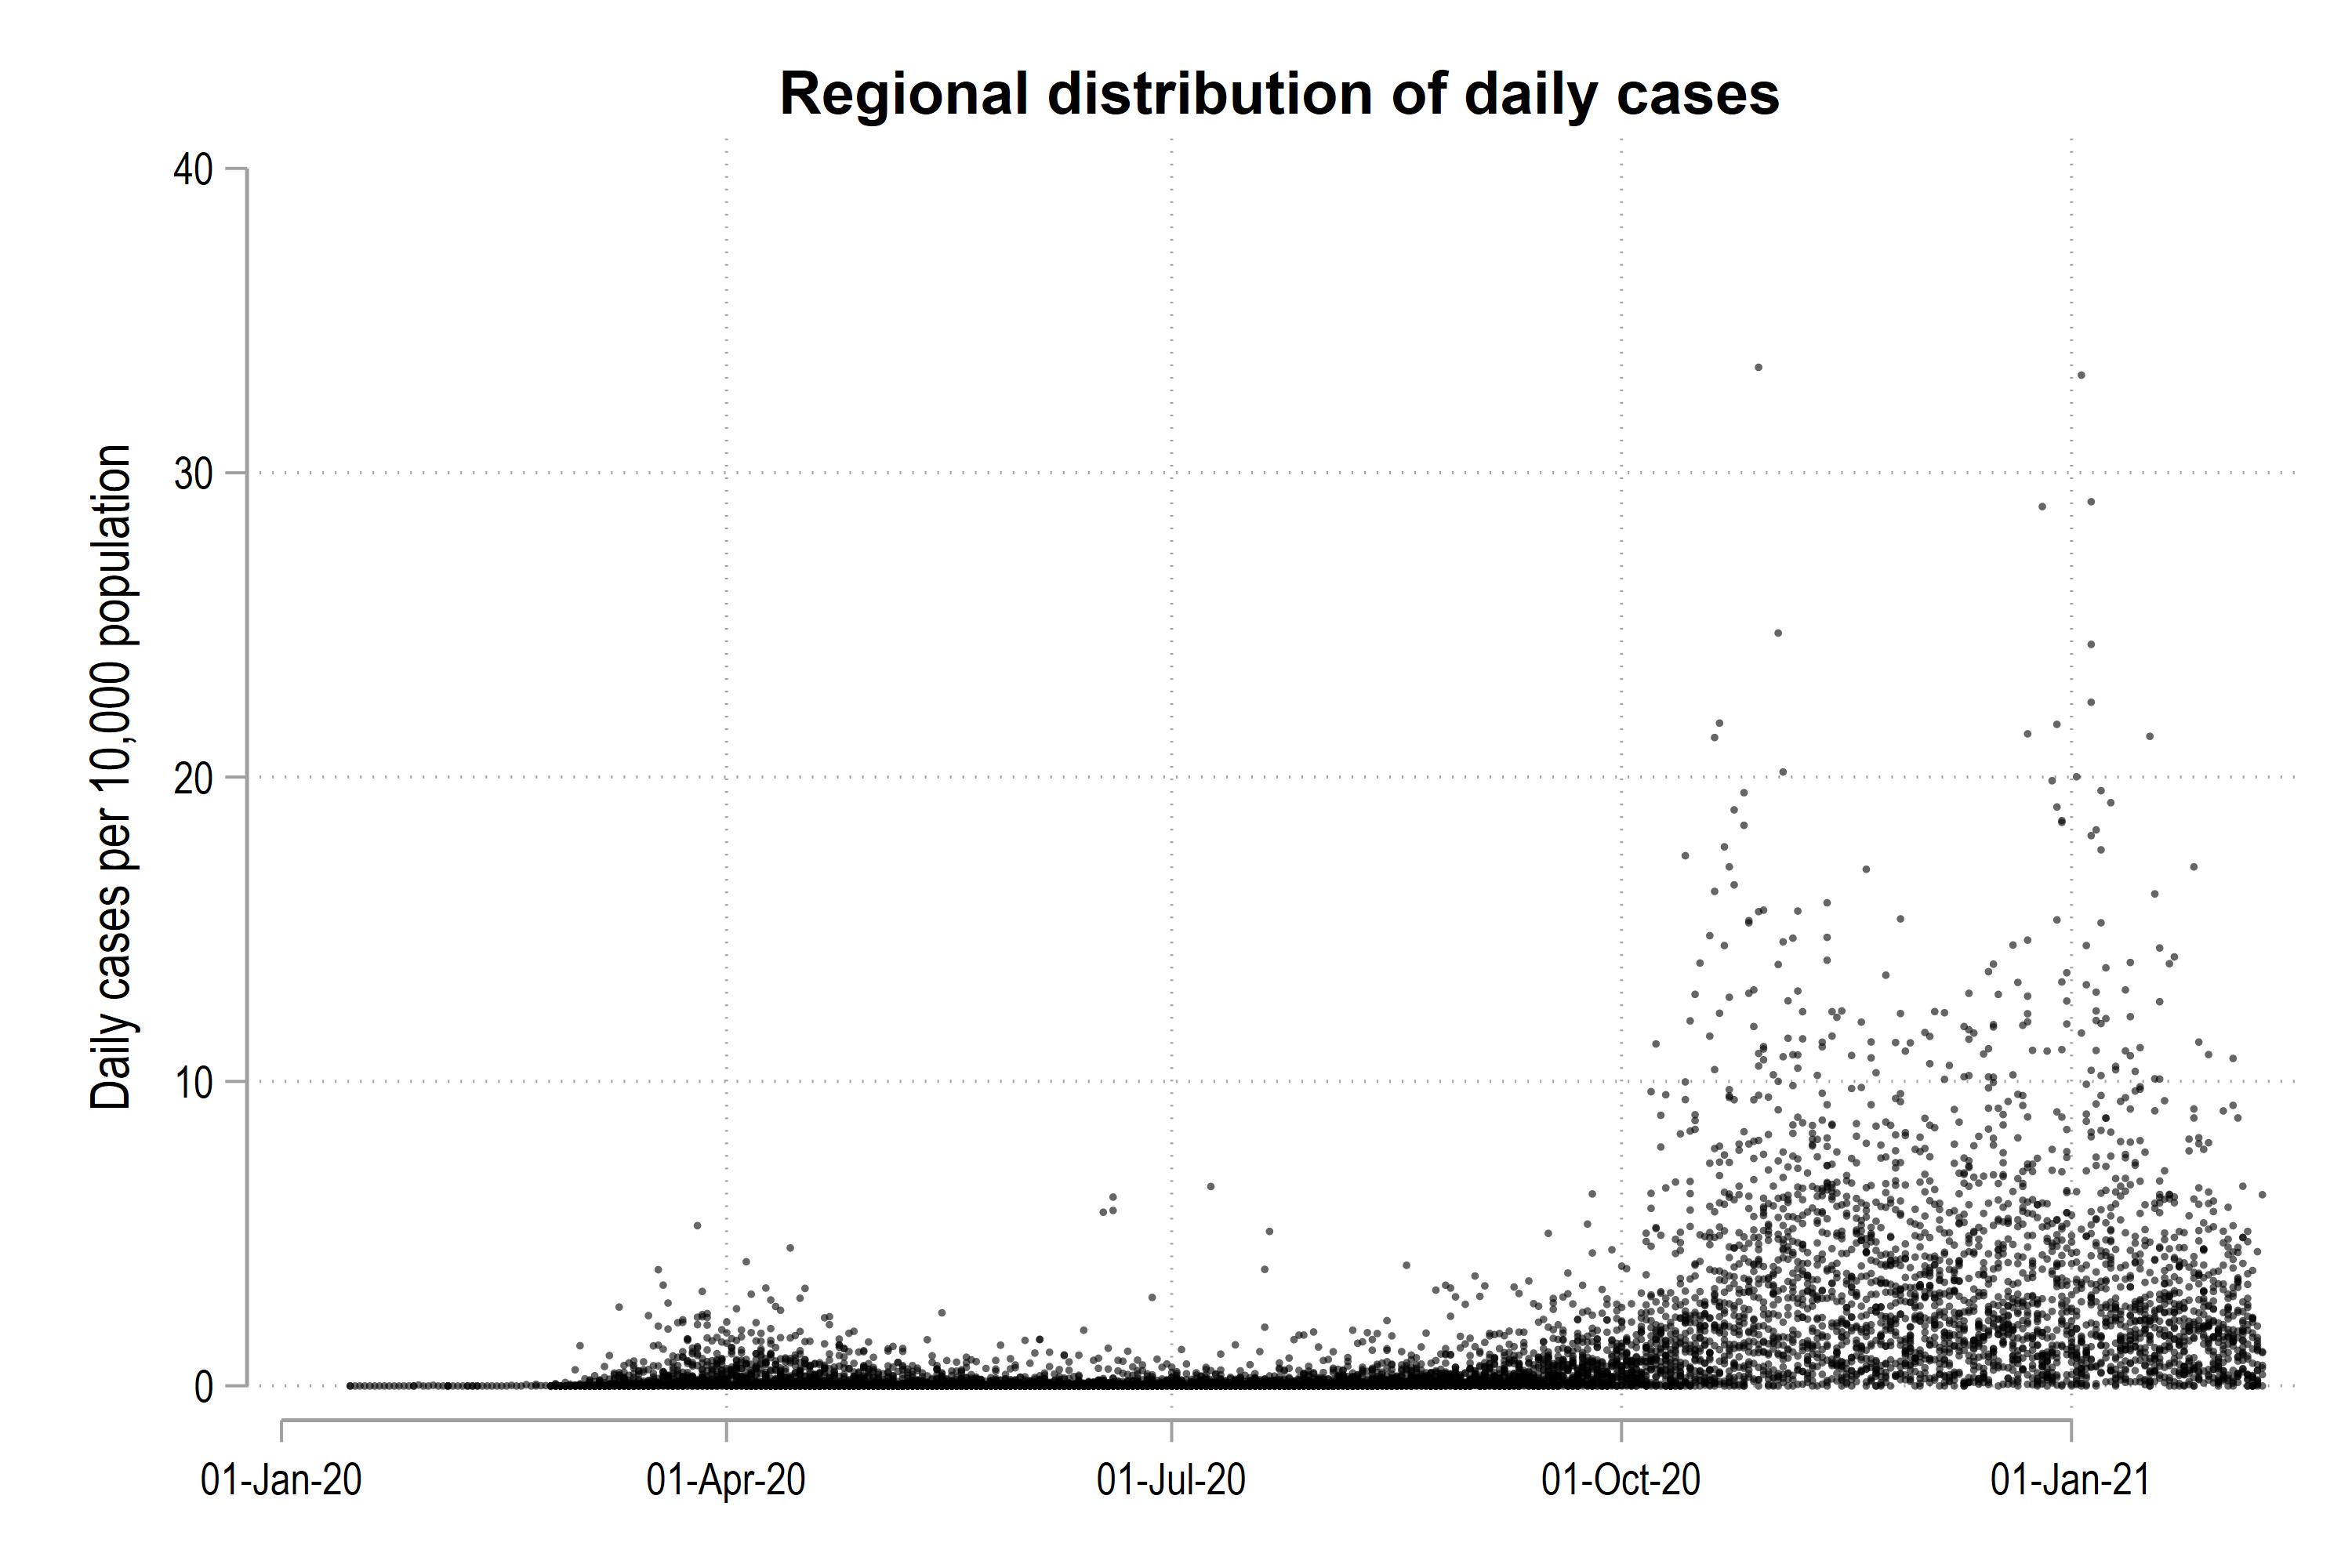 Regional distribution of daily cases
Daily cases per 10,000 population
40
30
20
10
0
01-Jan-20
01-Apr-20
01-Jul-20
01-Oct-20
01-Jan-21